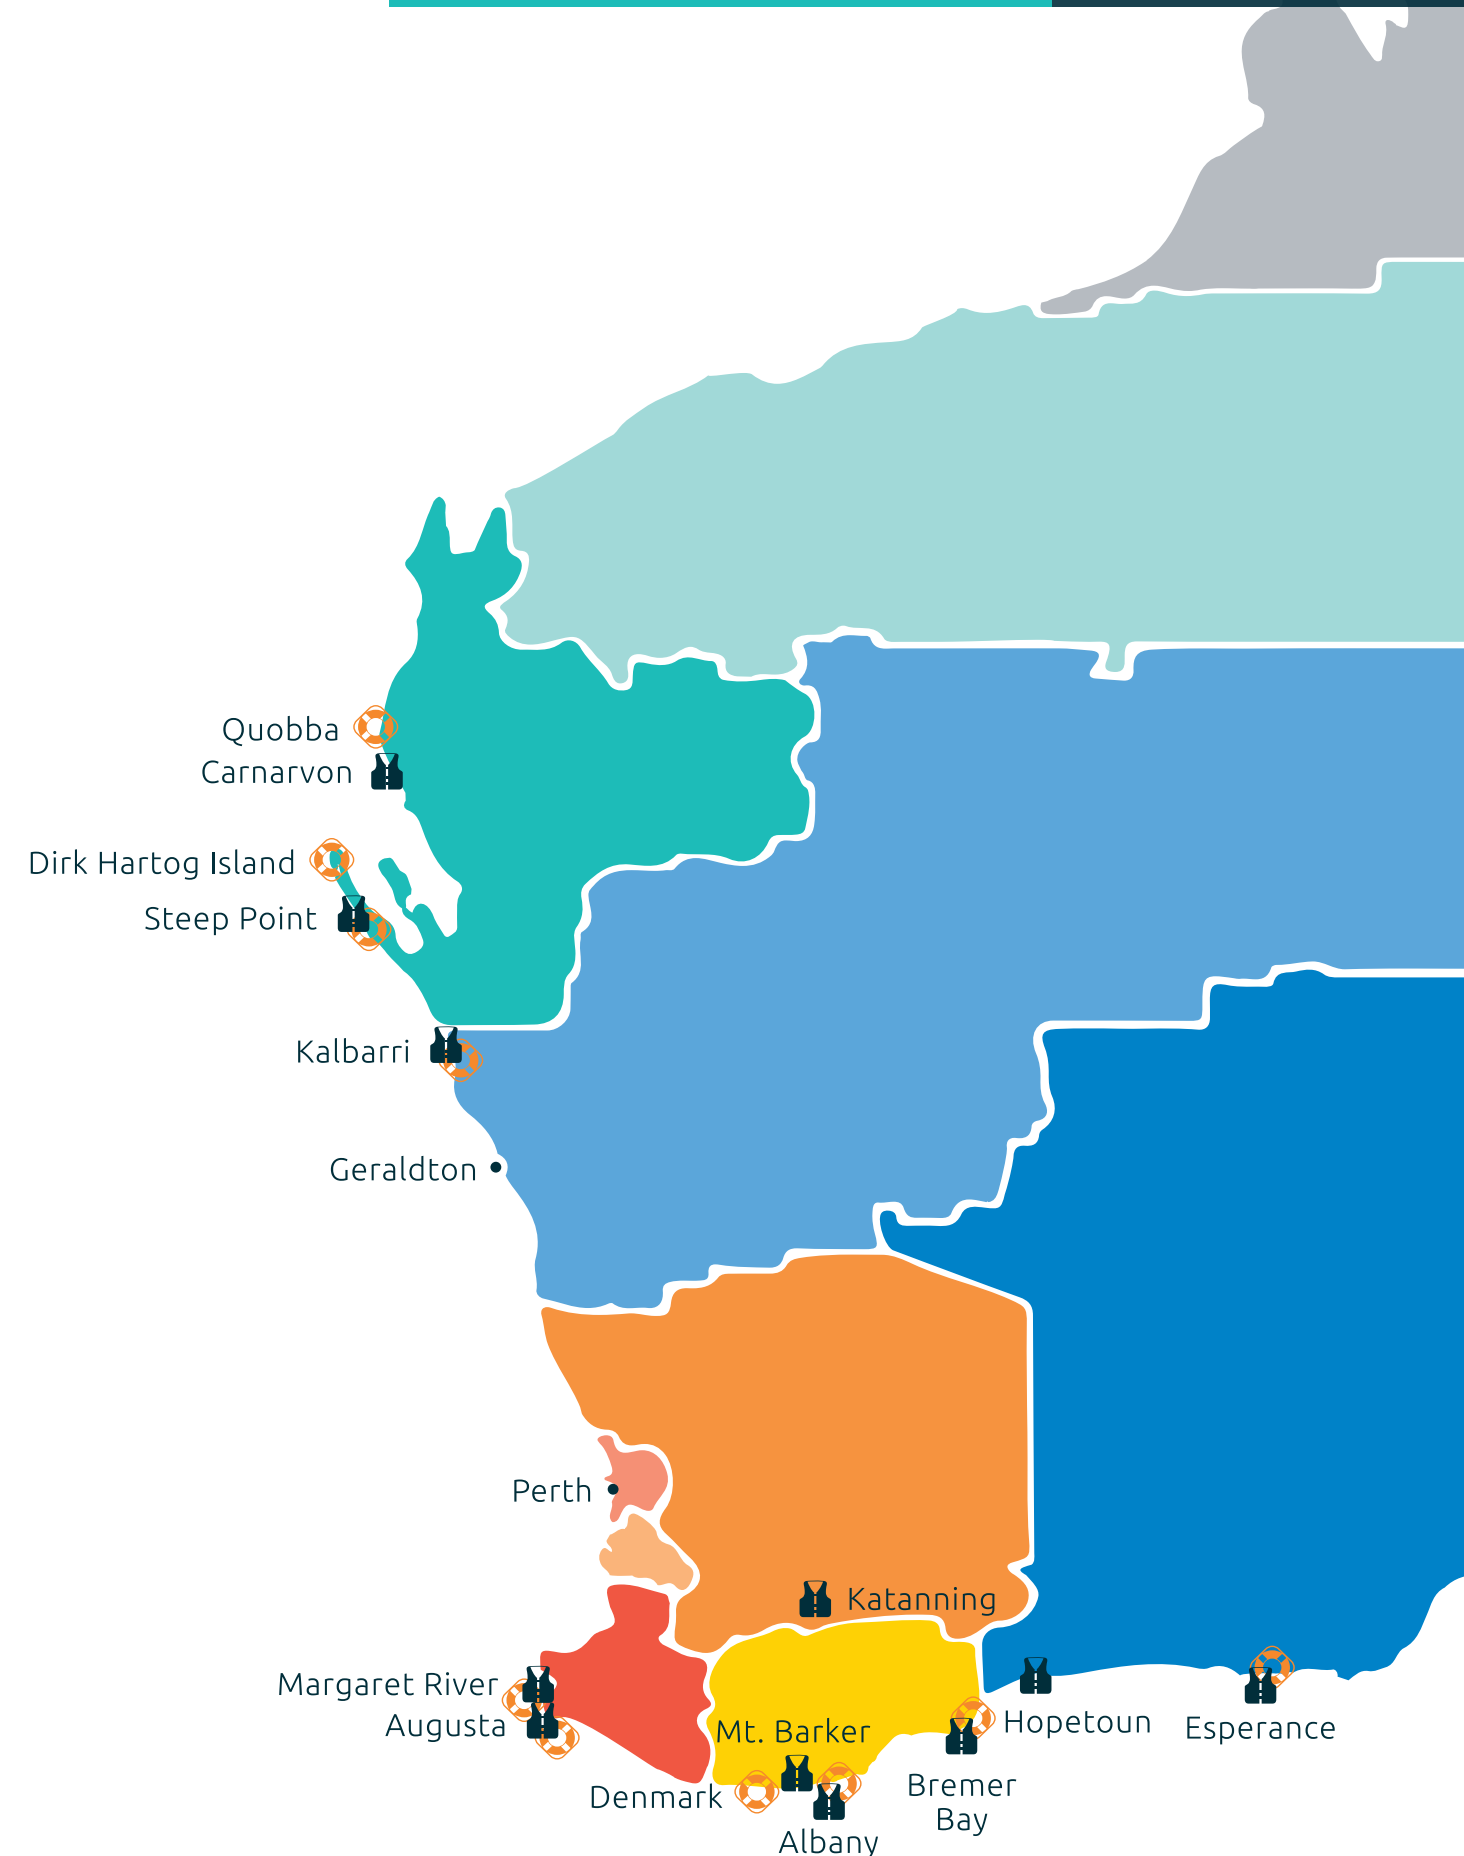 Quobba
Carnarvon
Dirk Hartog Island
Steep Point
Kalbarri
Geraldton
Perth
Katanning
Margaret River
Augusta
Hopetoun
Esperance
Mt. Barker
Denmark
Bremer
Bay
Albany